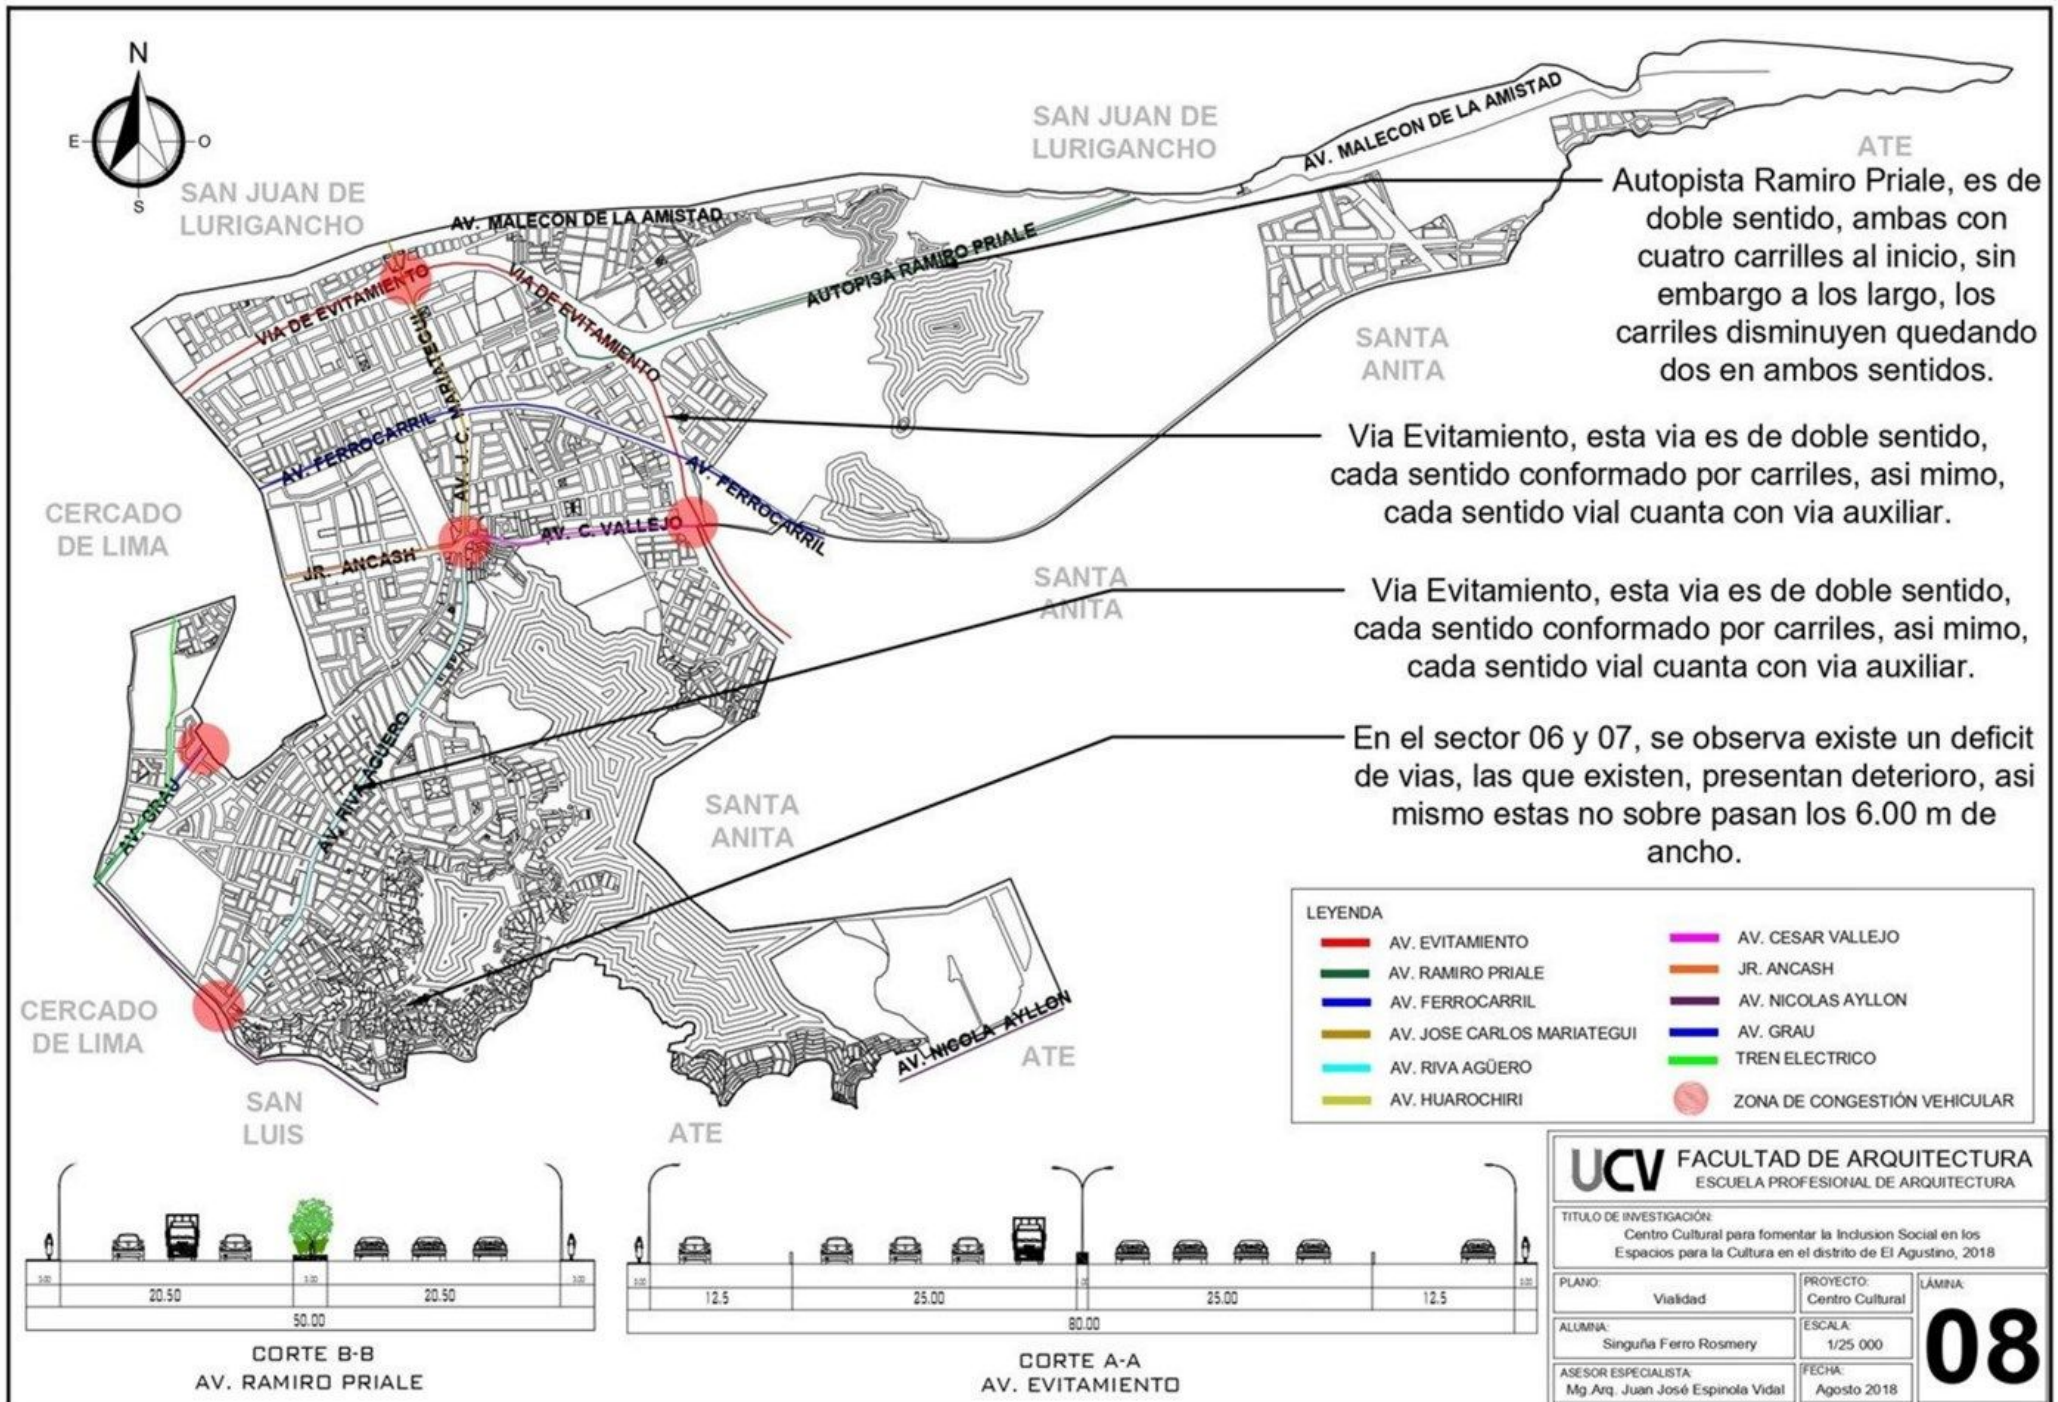 N
E
O
S
SAN JUAN DE
LURIGANCHO
SAN JUAN DE
LURIGANCHO
ATE
AV. MALECON DE LA AMISTAD
AV. MALECON DE LA AMISTAD
AUTOPISA RAMIRO PRIALE
VIA DE EVITAMIENTO
VIA DE EVITAMIENTO
AV. J. C. MARIATEGUI
AV. FERROCARRIL
AV. FERROCARRIL
AV. C. VALLEJO
JR. ANCASH
AV. RIVA AGUERO
AV. GRAU
AV. NICOLA AYLLON
CERCADO
DE LIMA
CERCADO
DE LIMA
SANTA
ANITA
SANTA
ANITA
SANTA
ANITA
SAN
LUIS
ATE
ATE
Autopista Ramiro Priale, es de
doble sentido, ambas con
cuatro carrilles al inicio, sin
embargo a los largo, los
carriles disminuyen quedando
dos en ambos sentidos.
Via Evitamiento, esta via es de doble sentido,
cada sentido conformado por carriles, asi mimo,
cada sentido vial cuanta con via auxiliar.
Via Evitamiento, esta via es de doble sentido,
cada sentido conformado por carriles, asi mimo,
cada sentido vial cuanta con via auxiliar.
En el sector 06 y 07, se observa existe un deficit
de vias, las que existen, presentan deterioro, asi
mismo estas no sobre pasan los 6.00 m de
ancho.
LEYENDA
AV. EVITAMIENTO
AV. RAMIRO PRIALE
AV. FERROCARRIL
AV. JOSE CARLOS MARIATEGUI
AV. RIVA AGÜERO
AV. HUAROCHIRI
AV. CESAR VALLEJO
JR. ANCASH
AV. NICOLAS AYLLON
AV. GRAU
TREN ELECTRICO
ZONA DE CONGESTIÓN VEHICULAR
20.50
20.50
50.00
CORTE B-B
AV. RAMIRO PRIALE
12.5
25.00
25.00
12.5
80.00
CORTE A-A
AV. EVITAMIENTO
UCV
FACULTAD DE ARQUITECTURA
ESCUELA PROFESIONAL DE ARQUITECTURA
TITULO DE INVESTIGACIÓN:
Centro Cultural para fomentar la Inclusion Social en los
Espacios para la Cultura en el distrito de El Agustino, 2018
PLANO:
Vialidad
PROYECTO:
Centro Cultural
LÁMINA:
08
ALUMNA:
Singuña Ferro Rosmery
ESCALA:
1/25 000
ASESOR ESPECIALISTA:
Mg.Arq. Juan José Espinola Vidal
FECHA:
Agosto 2018